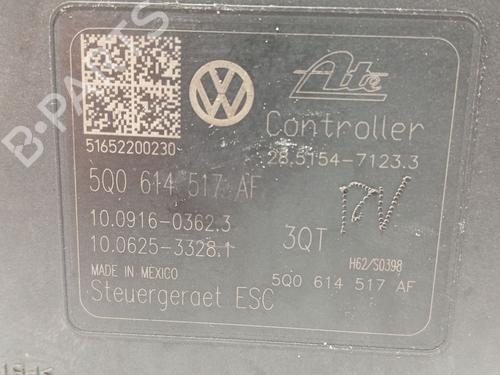 B-PARTS
Ate
51652200230
Controller
28.5154-7123.3
5Q0 614 517 AF
10.0916-0362.3
10.0625-3328.1
3QT
MADE IN MEXICO
H62/S0398
Steuergeraet ESC
5Q0 614 517 AF